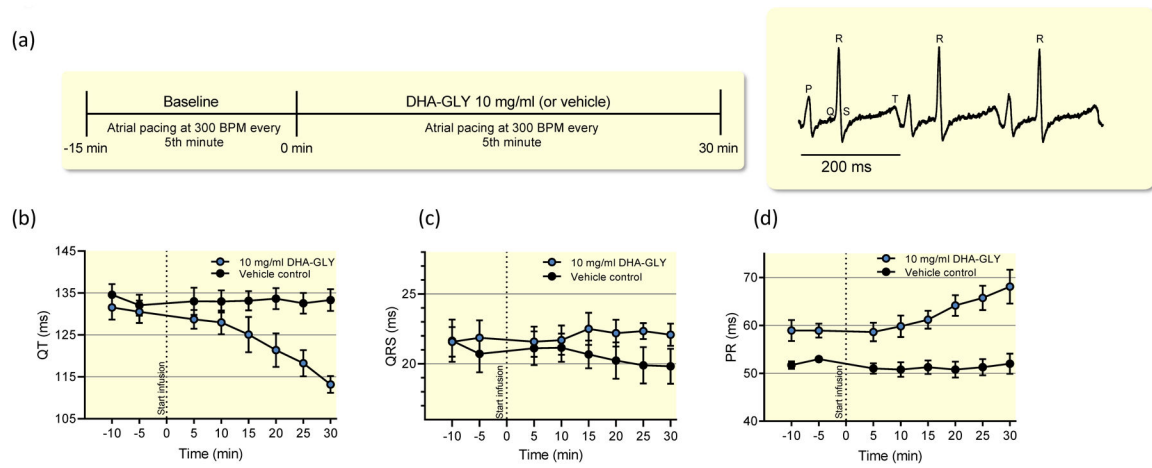 (a)
Baseline
DHA-GLY 10 mg/ml (or vehicle)
Atrial pacing at 300 BPM every
5th minute
Atrial pacing at 300 BPM every
5th minute
-15 min
0 min
30 min
R
R
R
P
Q
S
T
200 ms
(b)
145
135
125
115
105
QT (ms)
10 mg/ml DHA-GLY
Vehicle control
Start infusion
-10 -5 0 5 10 15 20 25 30
Time (min)
(c)
25
20
QRS (ms)
10 mg/ml DHA-GLY
Vehicle control
Start infusion
-10 -5 0 5 10 15 20 25 30
Time (min)
(d)
70
60
50
40
PR (ms)
10 mg/ml DHA-GLY
Vehicle control
Start infusion
-10 -5 0 5 10 15 20 25 30
Time (min)